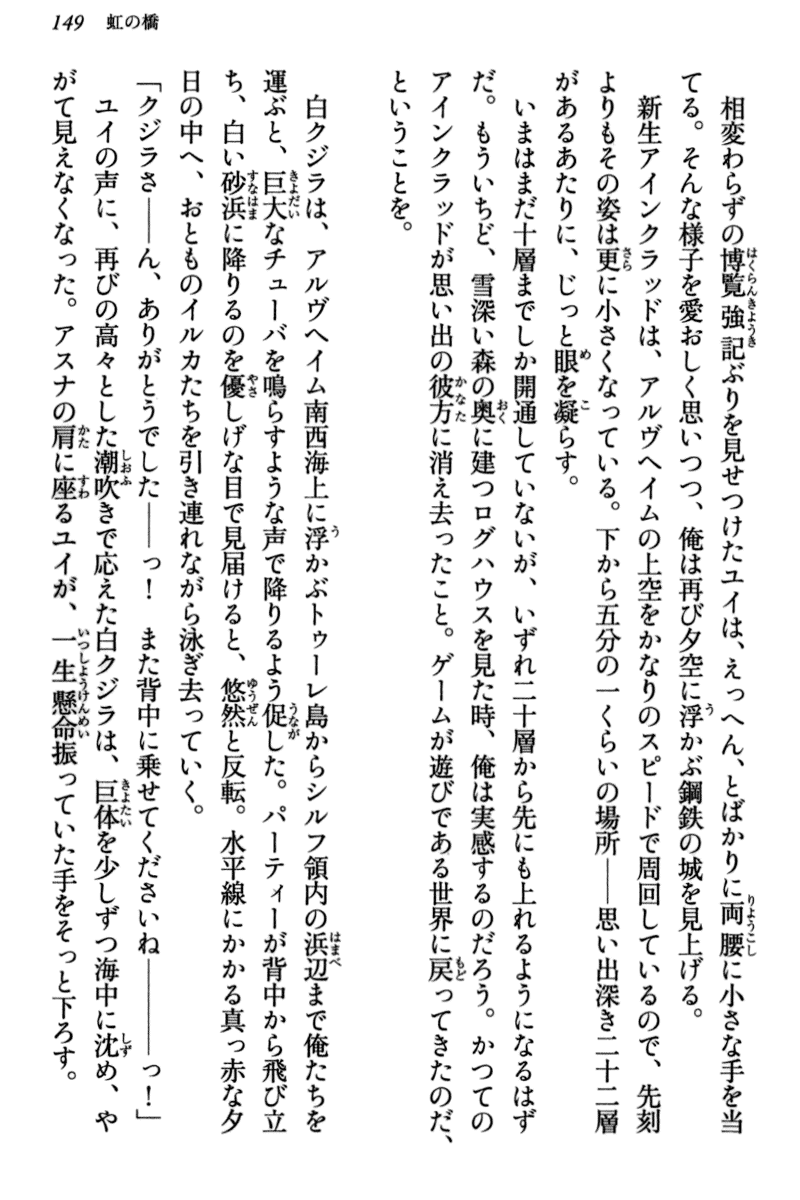 149 虹の橋
相変わらずの博覧強記ぶりを見せつけたユイは、えっへん、とばかりに両腰に小さな手を当
てる。そんな様子を愛おしく思いつつ、俺は再び夕空に浮かぶ鋼鉄の城を見上げる。
新生アインクラッドは、アルヴヘイムの上空をかなりのスピードで周回しているので、先刻
よりもその姿は更に小さくなっている。下から五分の一くらいの場所――思い出深き二十二層
があるあたりに、じっと眼を凝らす。
いまはまだ十層までしか開通していないが、いずれ二十層から先にも上れるようになるはず
だ。もういちど、雪深い森の奥に建つログハウスを見た時、俺は実感するのだろう。かつての
アインクラッドが思い出の彼方に消え去ったこと。ゲームが遊びである世界に戻ってきたのだ、
ということを。
白クジラは、アルヴヘイム南西海上に浮かぶトゥーレ島からシルフ領内の浜辺まで俺たちを
運ぶと、巨大なチューバを鳴らすような声で降りるよう促した。パーティーが背中から飛び立
ち、白い砂浜に降りるのを優しげな目で見届けると、悠然と反転。水平線にかかる真っ赤な夕
日の中へ、おとものイルカたちを引き連れながら泳ぎ去っていく。
「クジラさ――ん、ありがとうでした――っ！　また背中に乗せてくださいね――――っ！」
ユイの声に、再びの高々とした潮吹きで応えた白クジラは、巨体を少しずつ海中に沈め、や
がて見えなくなった。アスナの肩に座るユイが、一生懸命振っていた手をそっと下ろす。